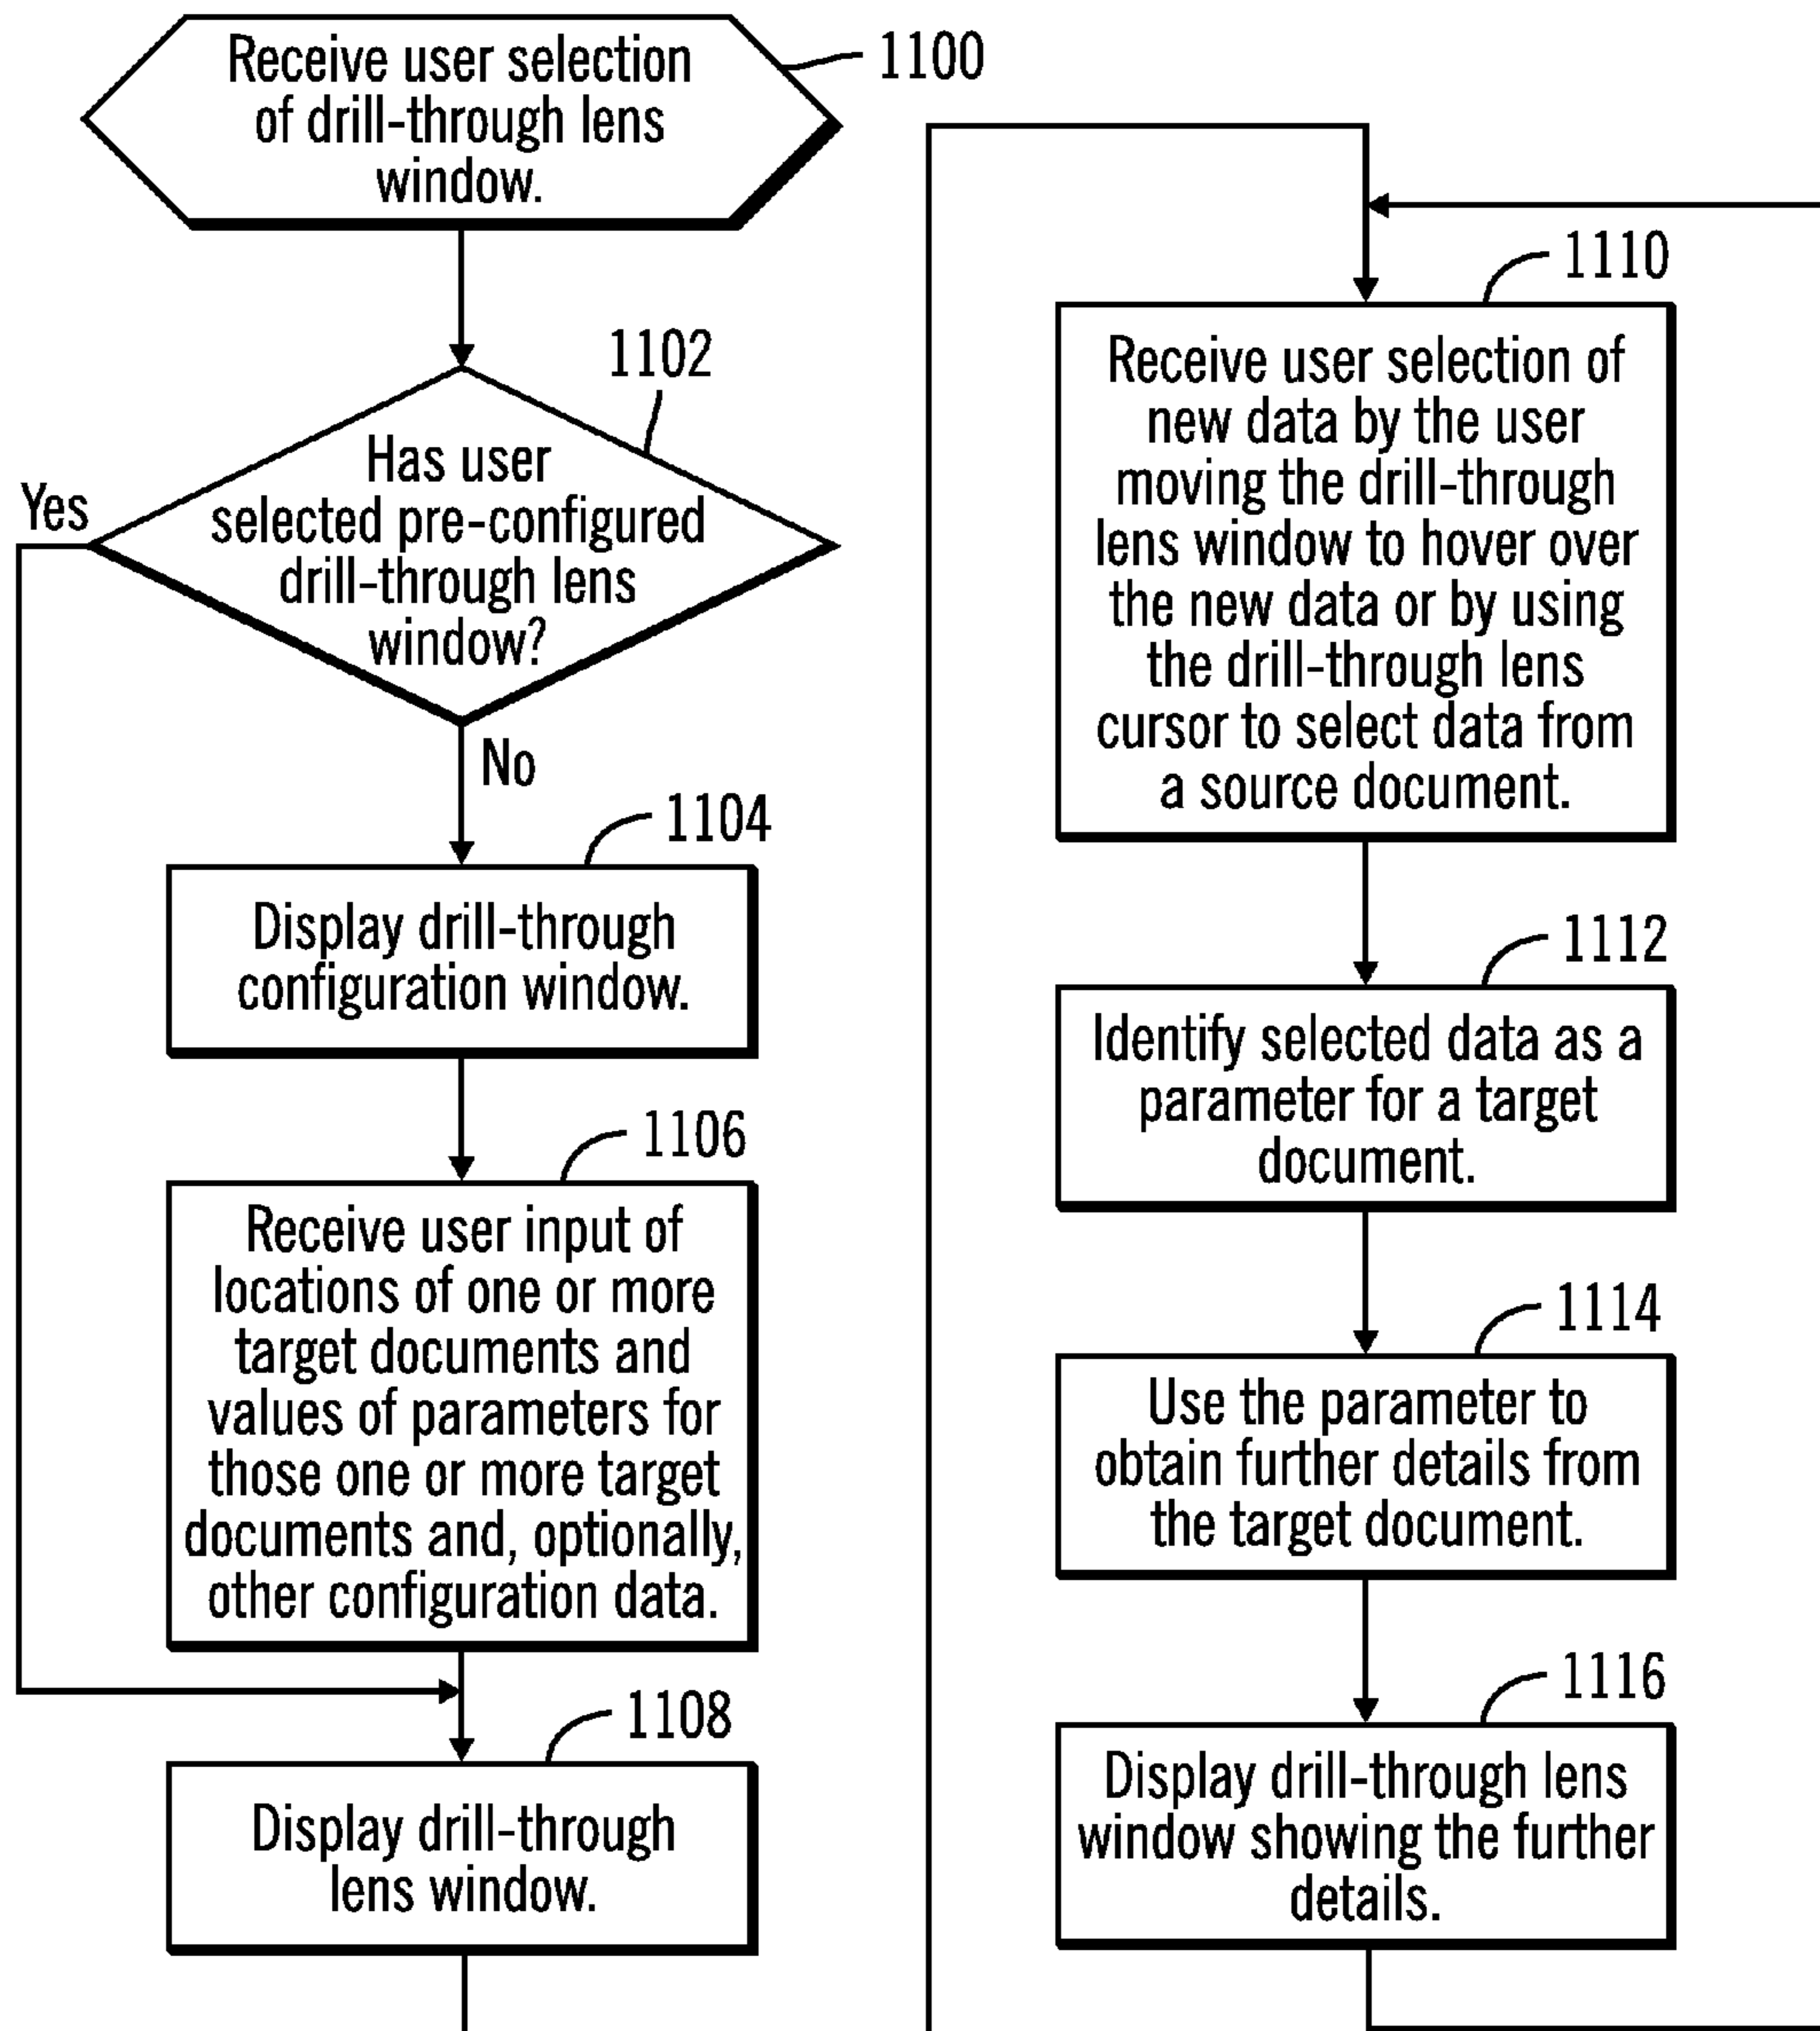 Receive user selection
of drill-through lens
window.
1100
1102
Has user
selected pre-configured
drill-through lens
window?
Yes
No
1104
Display drill-through
configuration window.
1106
Receive user input of
locations of one or more
target documents and
values of parameters for
those one or more target
documents and, optionally,
other configuration data.
1108
Display drill-through
lens window.
1110
Receive user selection of
new data by the user
moving the drill-through
lens window to hover over
the new data or by using
the drill-through lens
cursor to select data from
a source document.
1112
Identify selected data as a
parameter for a target
document.
1114
Use the parameter to
obtain further details from
the target document.
1116
Display drill-through lens
window showing the further
details.